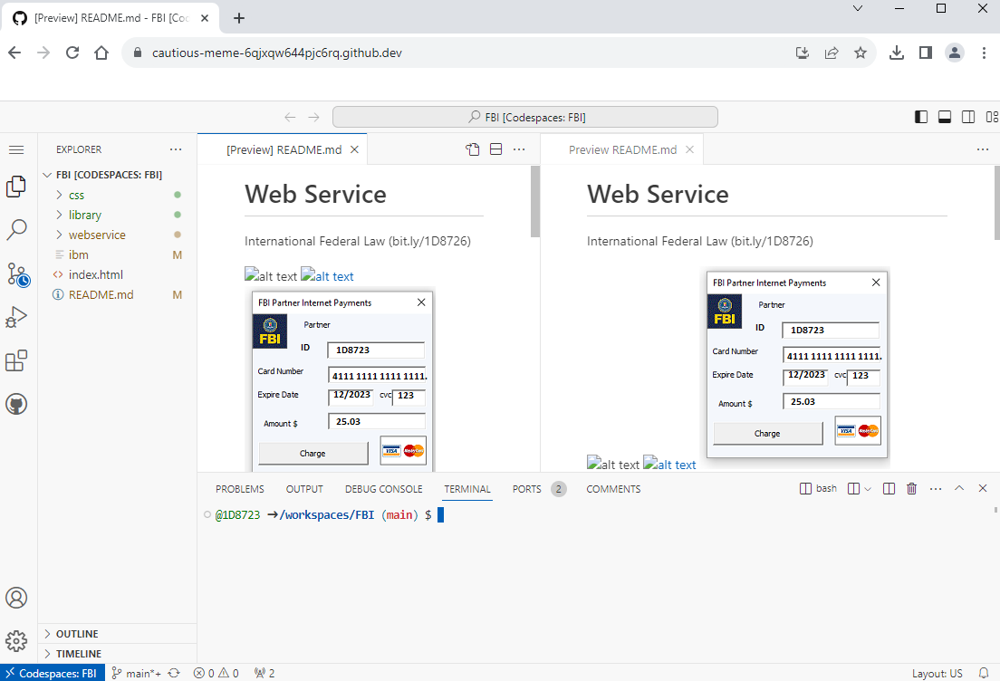 [Preview] README.md - FBI [Coc
cautious-meme-6qjxqw644pjc6rq.github.dev
FBI [Codespaces: FBI]
EXPLORER
FBI [CODESPACES: FBI]
css
library
webservice
ibm M
index.html
README.md M
OUTLINE
TIMELINE
[Preview] README.md
Web Service
International Federal Law (bit.ly/1D8726)
alt text alt text
FBI Partner Internet Payments
FBI
Partner
ID 1D8723
Card Number 4111 1111 1111 1111.
Expire Date 12/2023 cvc 123
Amount $ 25.03
Charge VISA MasterCard
Preview README.md
Web Service
International Federal Law (bit.ly/1D8726)
FBI Partner Internet Payments
FBI
Partner
ID 1D8723
Card Number 4111 1111 1111 1111.
Expire Date 12/2023 cvc 123
Amount $ 25.03
Charge VISA MasterCard
alt text alt text
PROBLEMS OUTPUT DEBUG CONSOLE TERMINAL PORTS 2 COMMENTS bash
@1D8723 ➜/workspaces/FBI (main) $
Codespaces: FBI main*+ 0 0 2 Layout: US